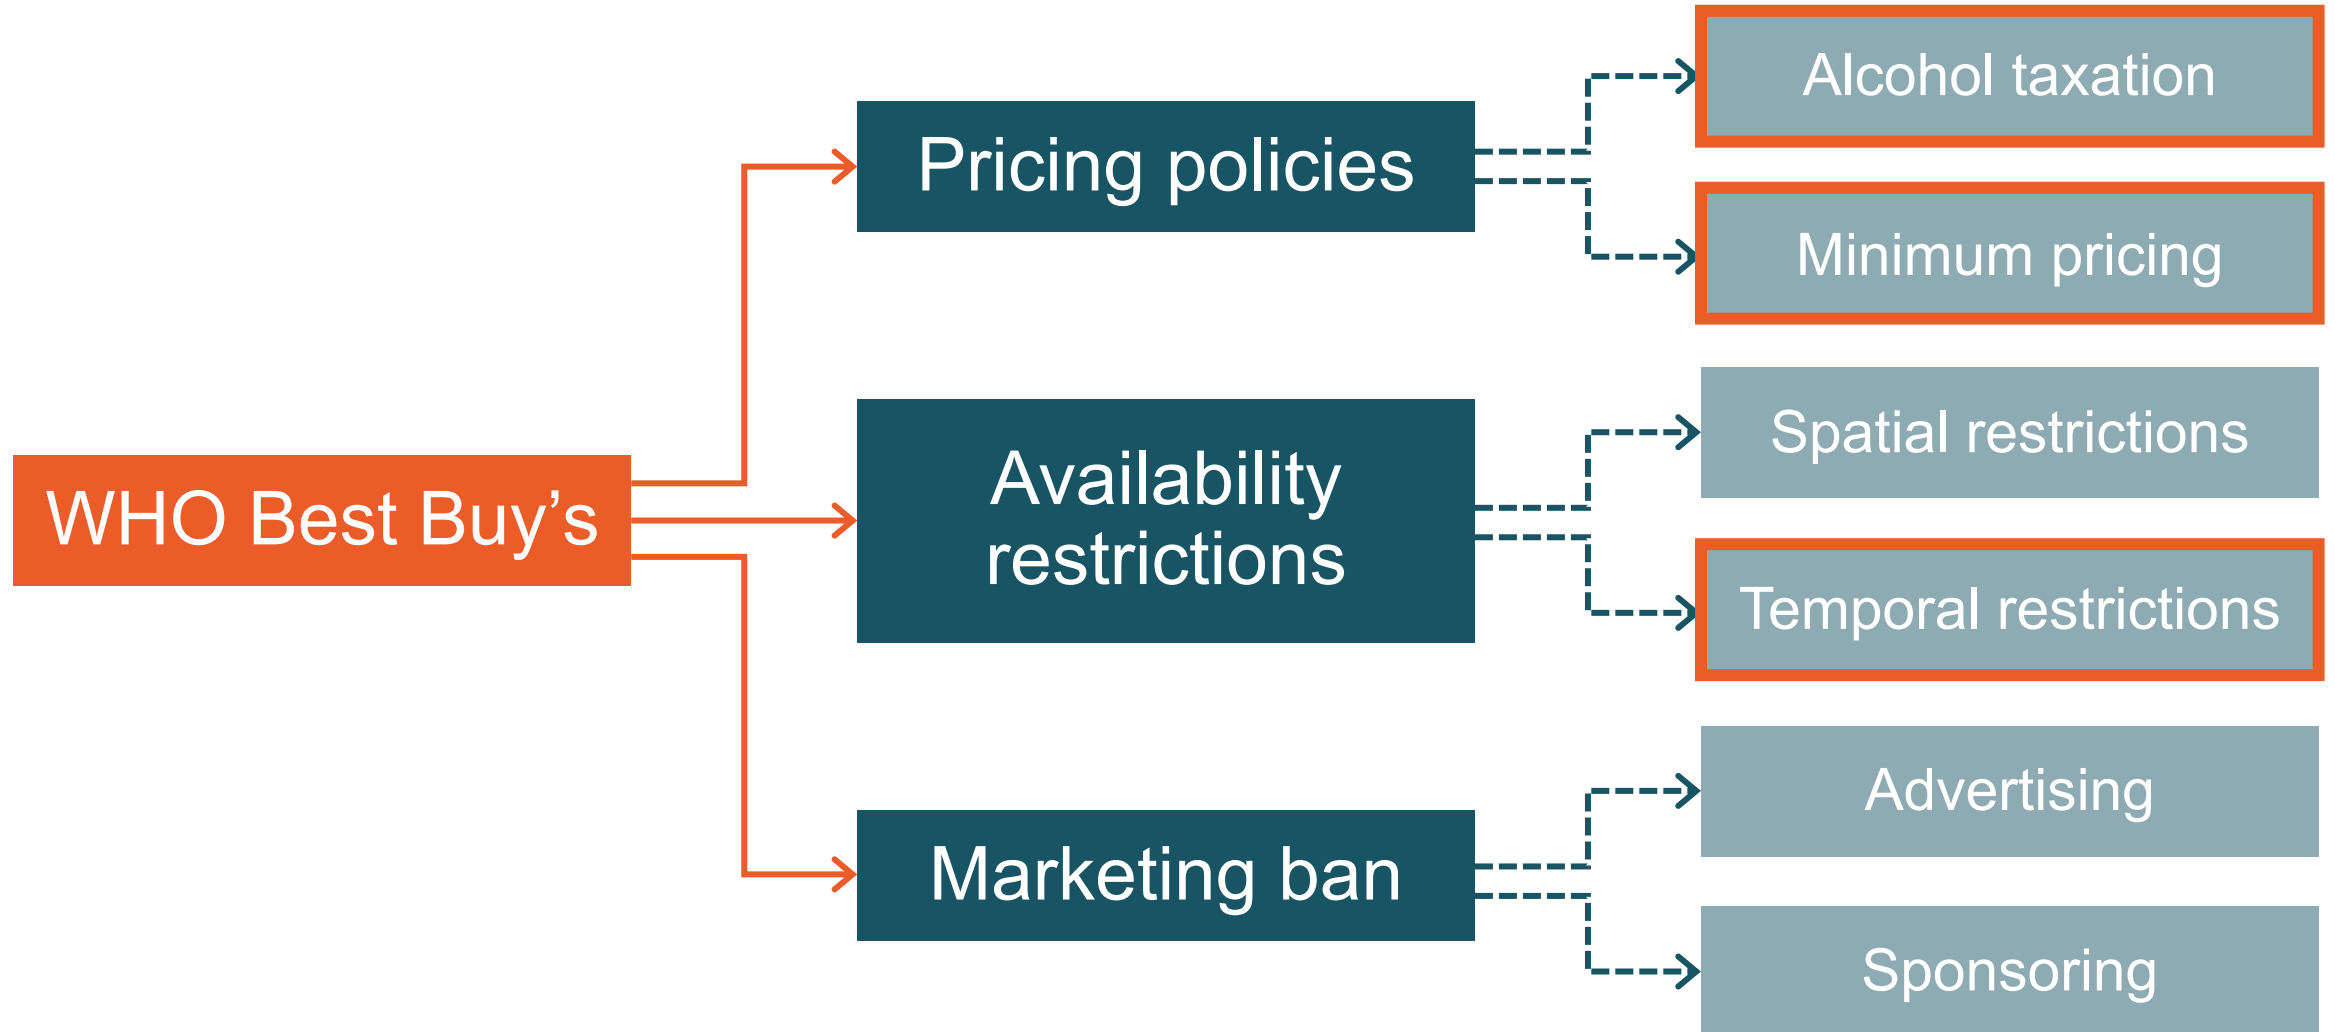 WHO Best Buy’s
Pricing policies
Alcohol taxation
Minimum pricing
Availability
restrictions
Spatial restrictions
Temporal restrictions
Marketing ban
Advertising
Sponsoring